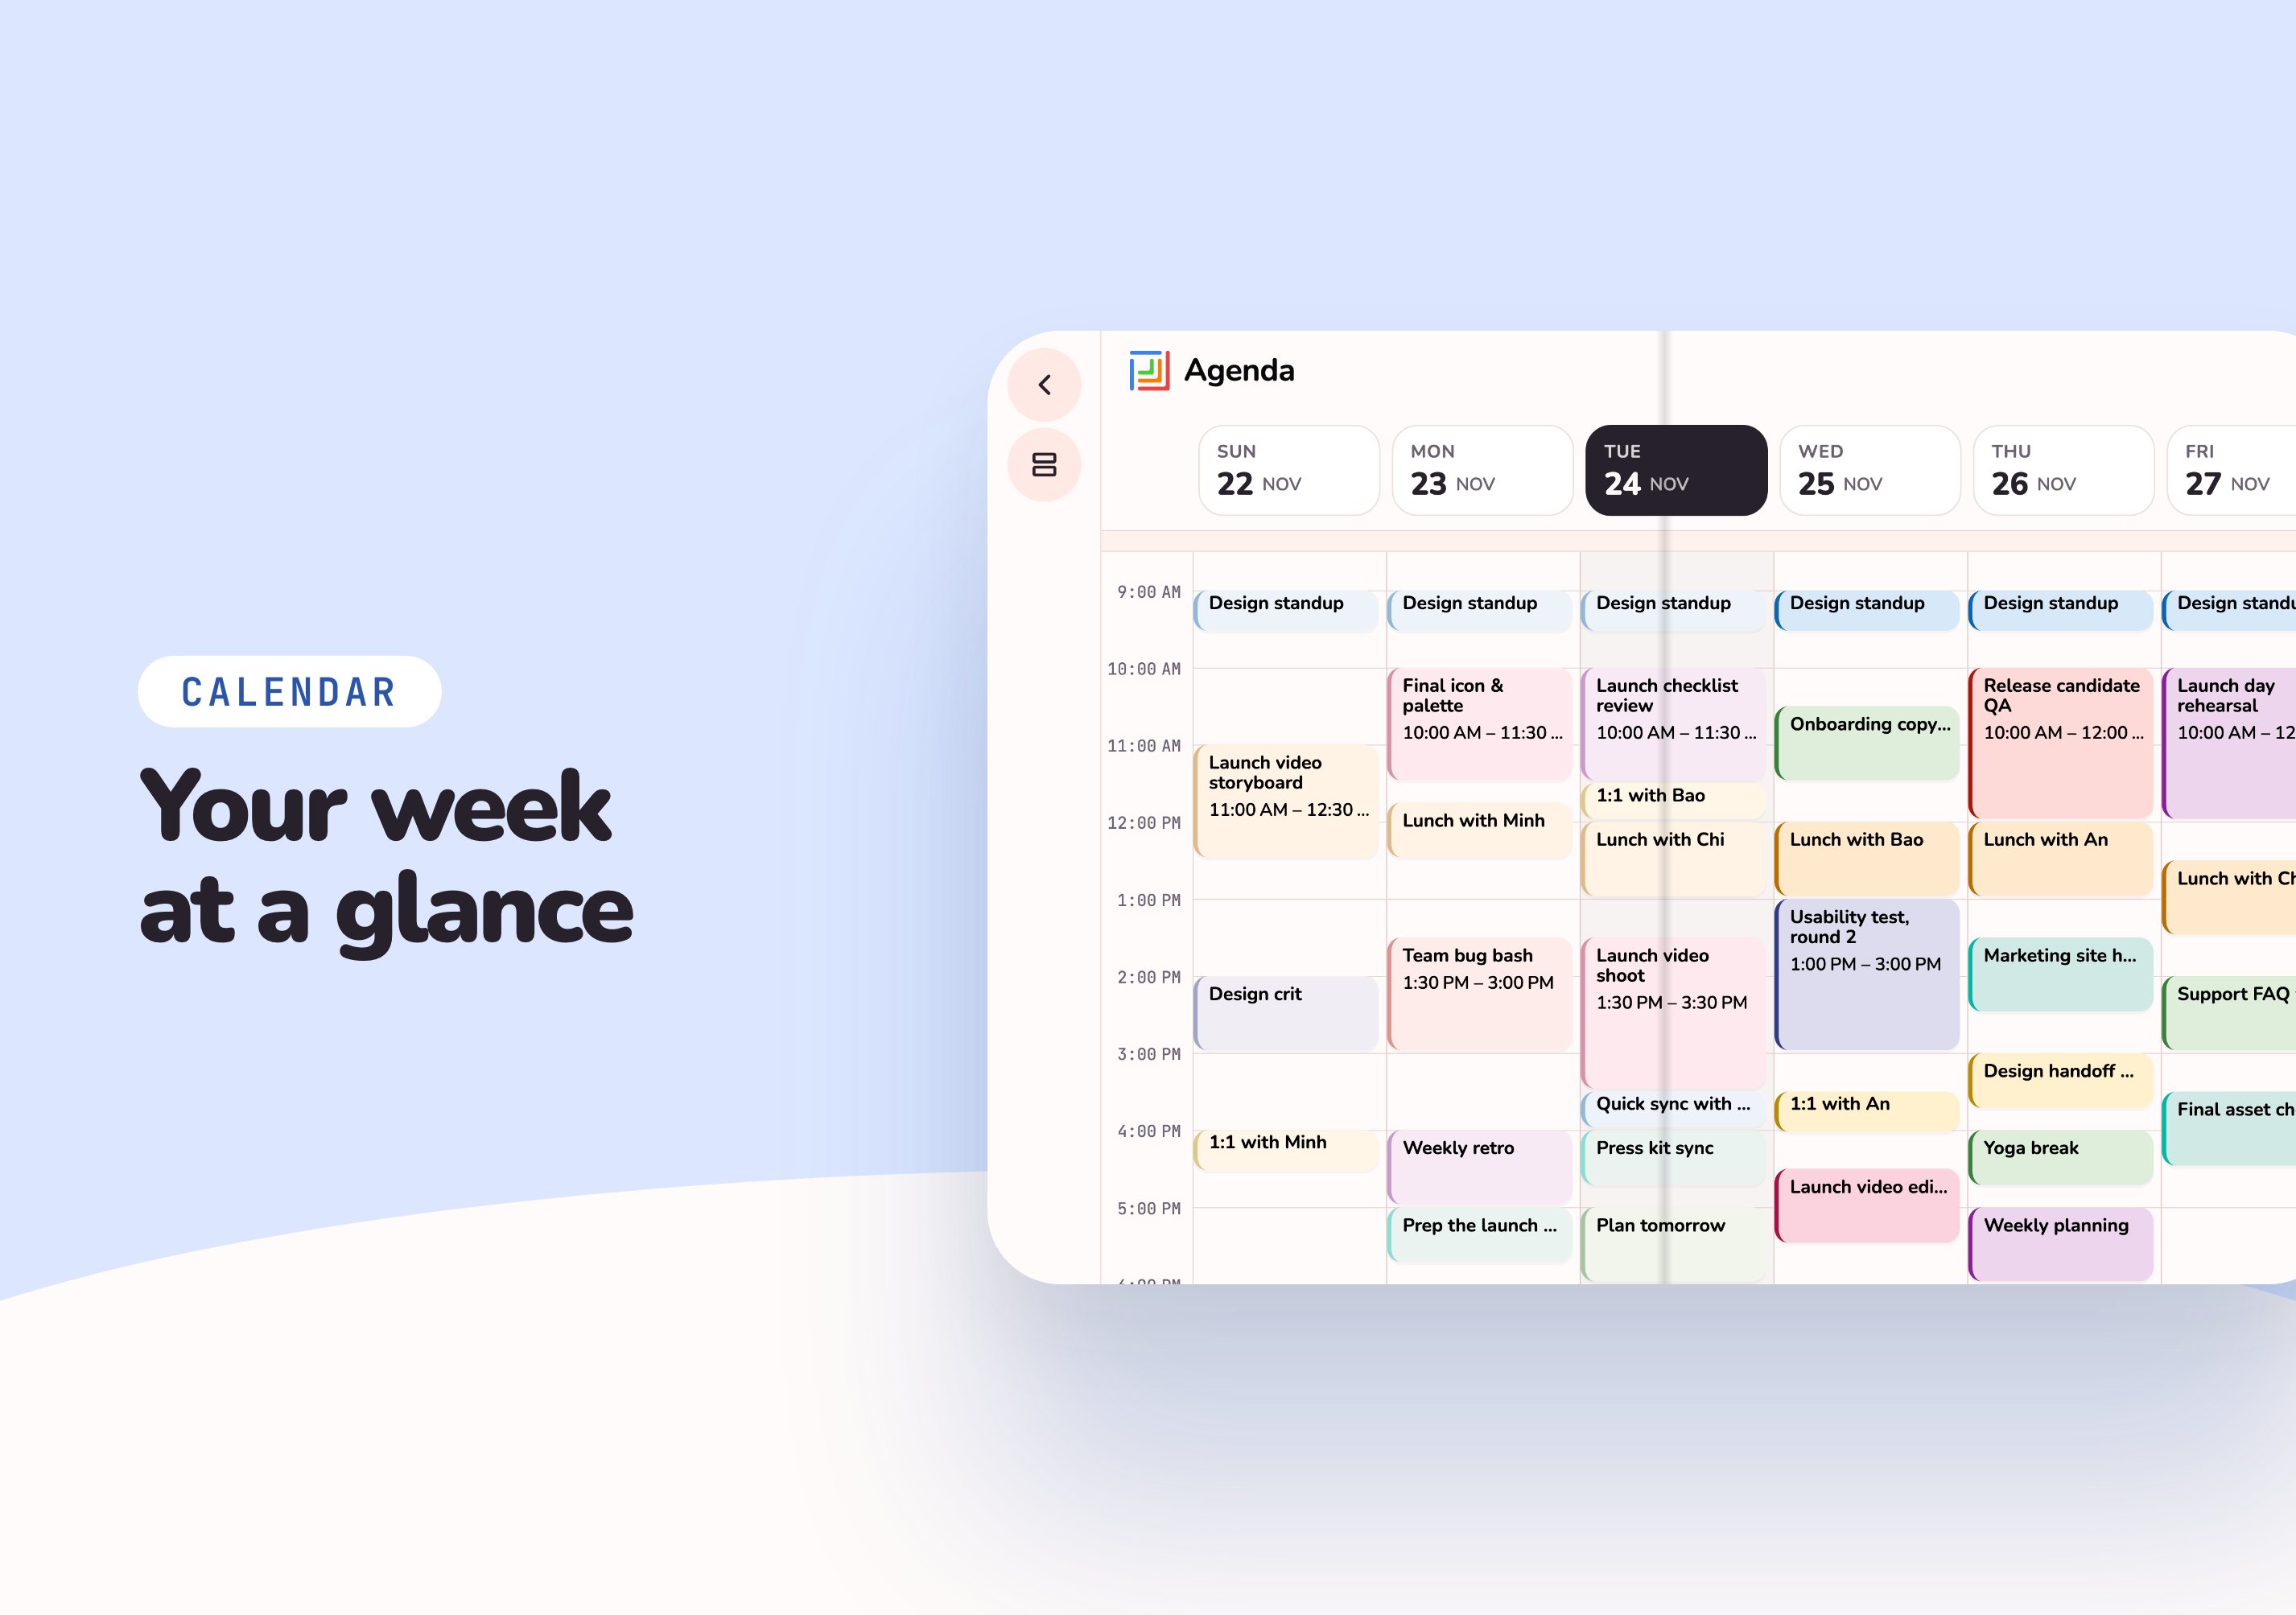 CALENDAR
Your week
at a glance
Agenda
SUN
22 NOV
MON
23 NOV
TUE
24 NOV
WED
25 NOV
THU
26 NOV
FRI
27 NOV
9:00 AM
10:00 AM
11:00 AM
12:00 PM
1:00 PM
2:00 PM
3:00 PM
4:00 PM
5:00 PM
Design standup
Launch video
storyboard
11:00 AM – 12:30 ...
Design crit
1:1 with Minh
Design standup
Final icon &
palette
10:00 AM – 11:30 ...
Lunch with Minh
Team bug bash
1:30 PM – 3:00 PM
Weekly retro
Prep the launch ...
Design standup
Launch checklist
review
10:00 AM – 11:30 ...
1:1 with Bao
Lunch with Chi
Launch video
shoot
1:30 PM – 3:30 PM
Quick sync with ...
Press kit sync
Plan tomorrow
Design standup
Onboarding copy...
Lunch with Bao
Usability test,
round 2
1:00 PM – 3:00 PM
1:1 with An
Launch video edi...
Design standup
Release candidate
QA
10:00 AM – 12:00 ...
Lunch with An
Marketing site h...
Design handoff ...
Yoga break
Weekly planning
Design stand
Launch day
rehearsal
10:00 AM – 12
Lunch with
Support FAQ
Final asset